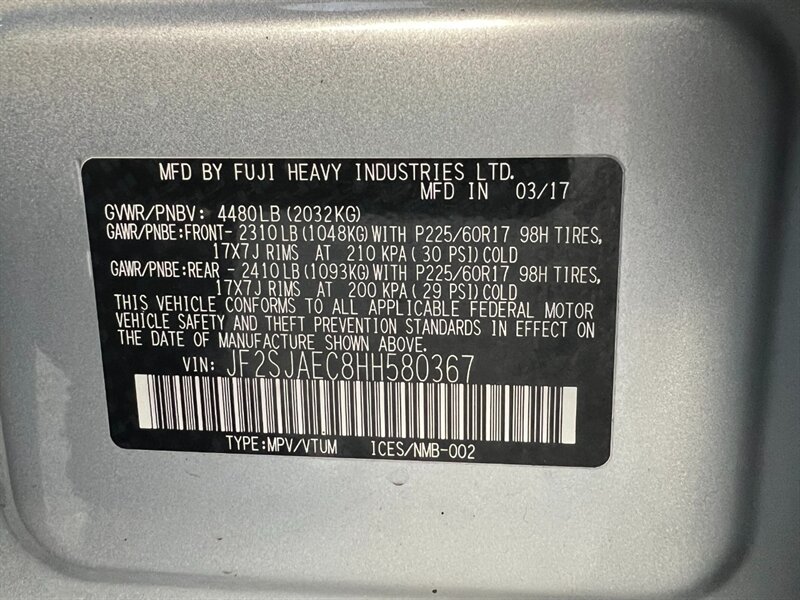 MFD BY FUJI HEAVY INDUSTRIES LTD.
MFD IN 03/17
GVWR/PNBV: 4480LB (2032KG)
GAWR/PNBE:FRONT- 2310LB (1048KG) WITH P225/60R17 98H TIRES,
17X7J RIMS AT 210 KPA ( 30 PSI) COLD
GAWR/PNBE:REAR - 2410LB (1093KG) WITH P225/60R17 98H TIRES,
17X7J RIMS AT 200 KPA (29 PSI) COLD
THIS VEHICLE CONFORMS TO ALL APPLICABLE FEDERAL MOTOR
VEHICLE SAFETY AND THEFT PREVENTION STANDARDS IN EFFECT ON
THE DATE OF MANUFACTURE SHOWN ABOVE.
VIN: JF2SJAEC8HH580367
TYPE:MPV/VTUM ICES/NMB-002